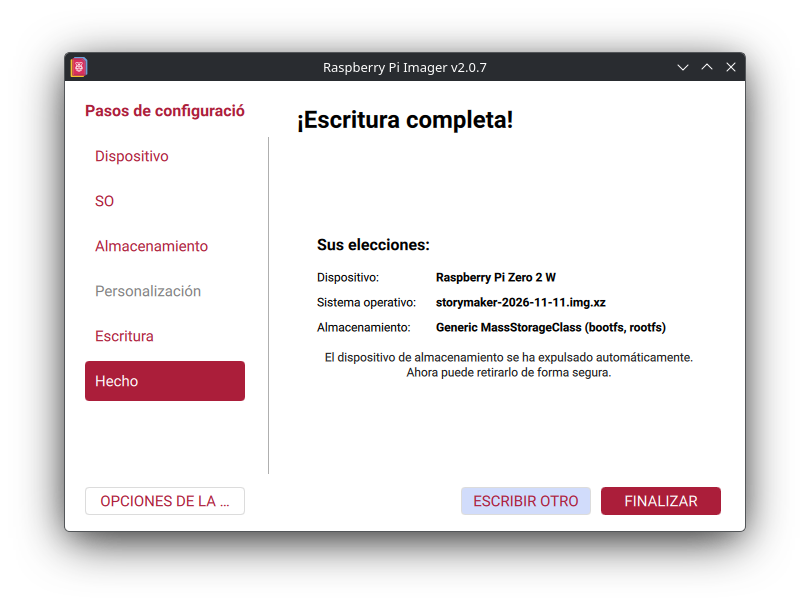 Raspberry Pi Imager v2.0.7
Pasos de configuració
Dispositivo
SO
Almacenamiento
Personalización
Escritura
Hecho
OPCIONES DE LA ...
¡Escritura completa!
Sus elecciones:
Dispositivo: Raspberry Pi Zero 2 W
Sistema operativo: storymaker-2026-11-11.img.xz
Almacenamiento: Generic MassStorageClass (bootfs, rootfs)
El dispositivo de almacenamiento se ha expulsado automáticamente.
Ahora puede retirarlo de forma segura.
ESCRIBIR OTRO
FINALIZAR